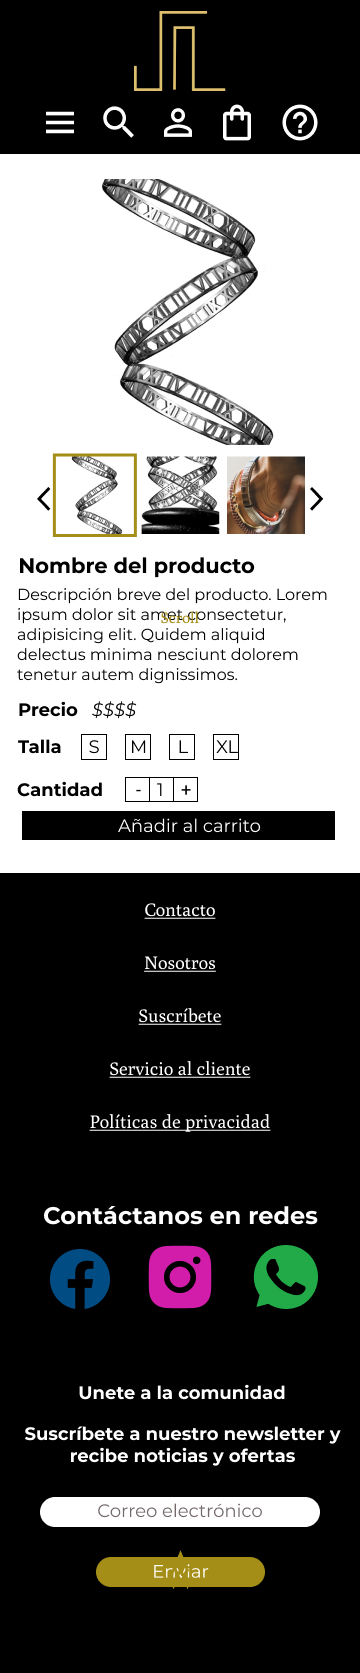 Nombre del producto
Descripción breve del producto. Lorem
ipsum dolor sit amet consectetur,
adipisicing elit. Quidem aliquid
delectus minima nesciunt dolorem
tenetur autem dignissimos.
Scroll
Precio $$$$
Talla S M L XL
Cantidad - 1 +
Añadir al carrito
Contacto
Nosotros
Suscríbete
Servicio al cliente
Políticas de privacidad
Contáctanos en redes
Unete a la comunidad
Suscríbete a nuestro newsletter y
recibe noticias y ofertas
Correo electrónico
Enviar